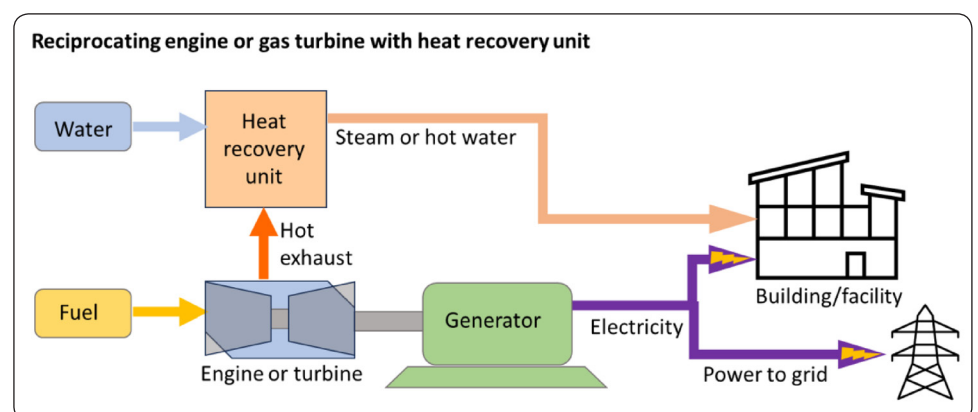 Reciprocating engine or gas turbine with heat recovery unit
Water
Heat
recovery
unit
Steam or hot water
Hot
exhaust
Fuel
Generator
Electricity
Building/facility
Engine or turbine
Power to grid